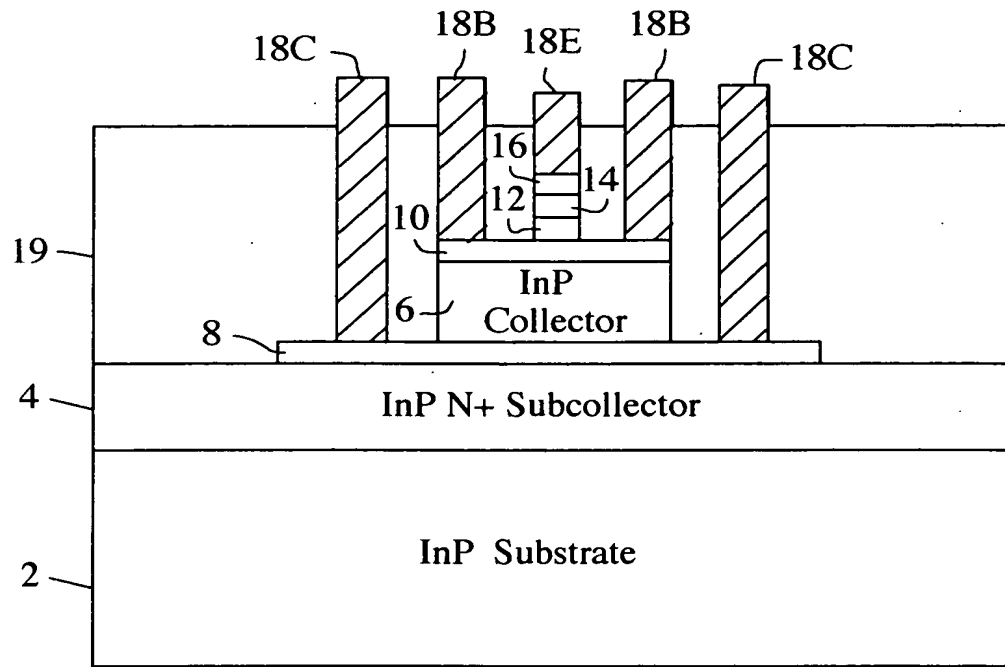 18C
18B
18E
18B
18C
16
14
12
10
19
InP
6
Collector
8
4
InP N+ Subcollector
InP Substrate
2